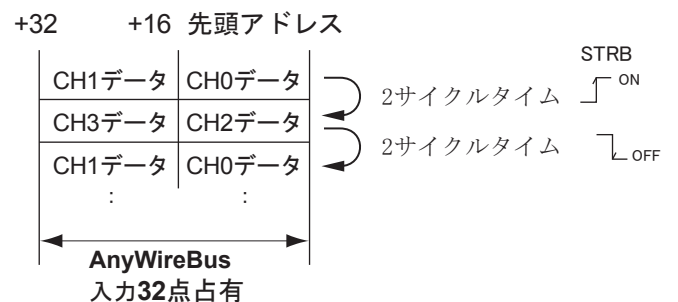 +32 +16 先頭アドレス
STRB
CH1データ CH0データ
2サイクルタイム ON
CH3データ CH2データ
2サイクルタイム OFF
CH1データ CH0データ
: :
AnyWireBus
入力32点占有